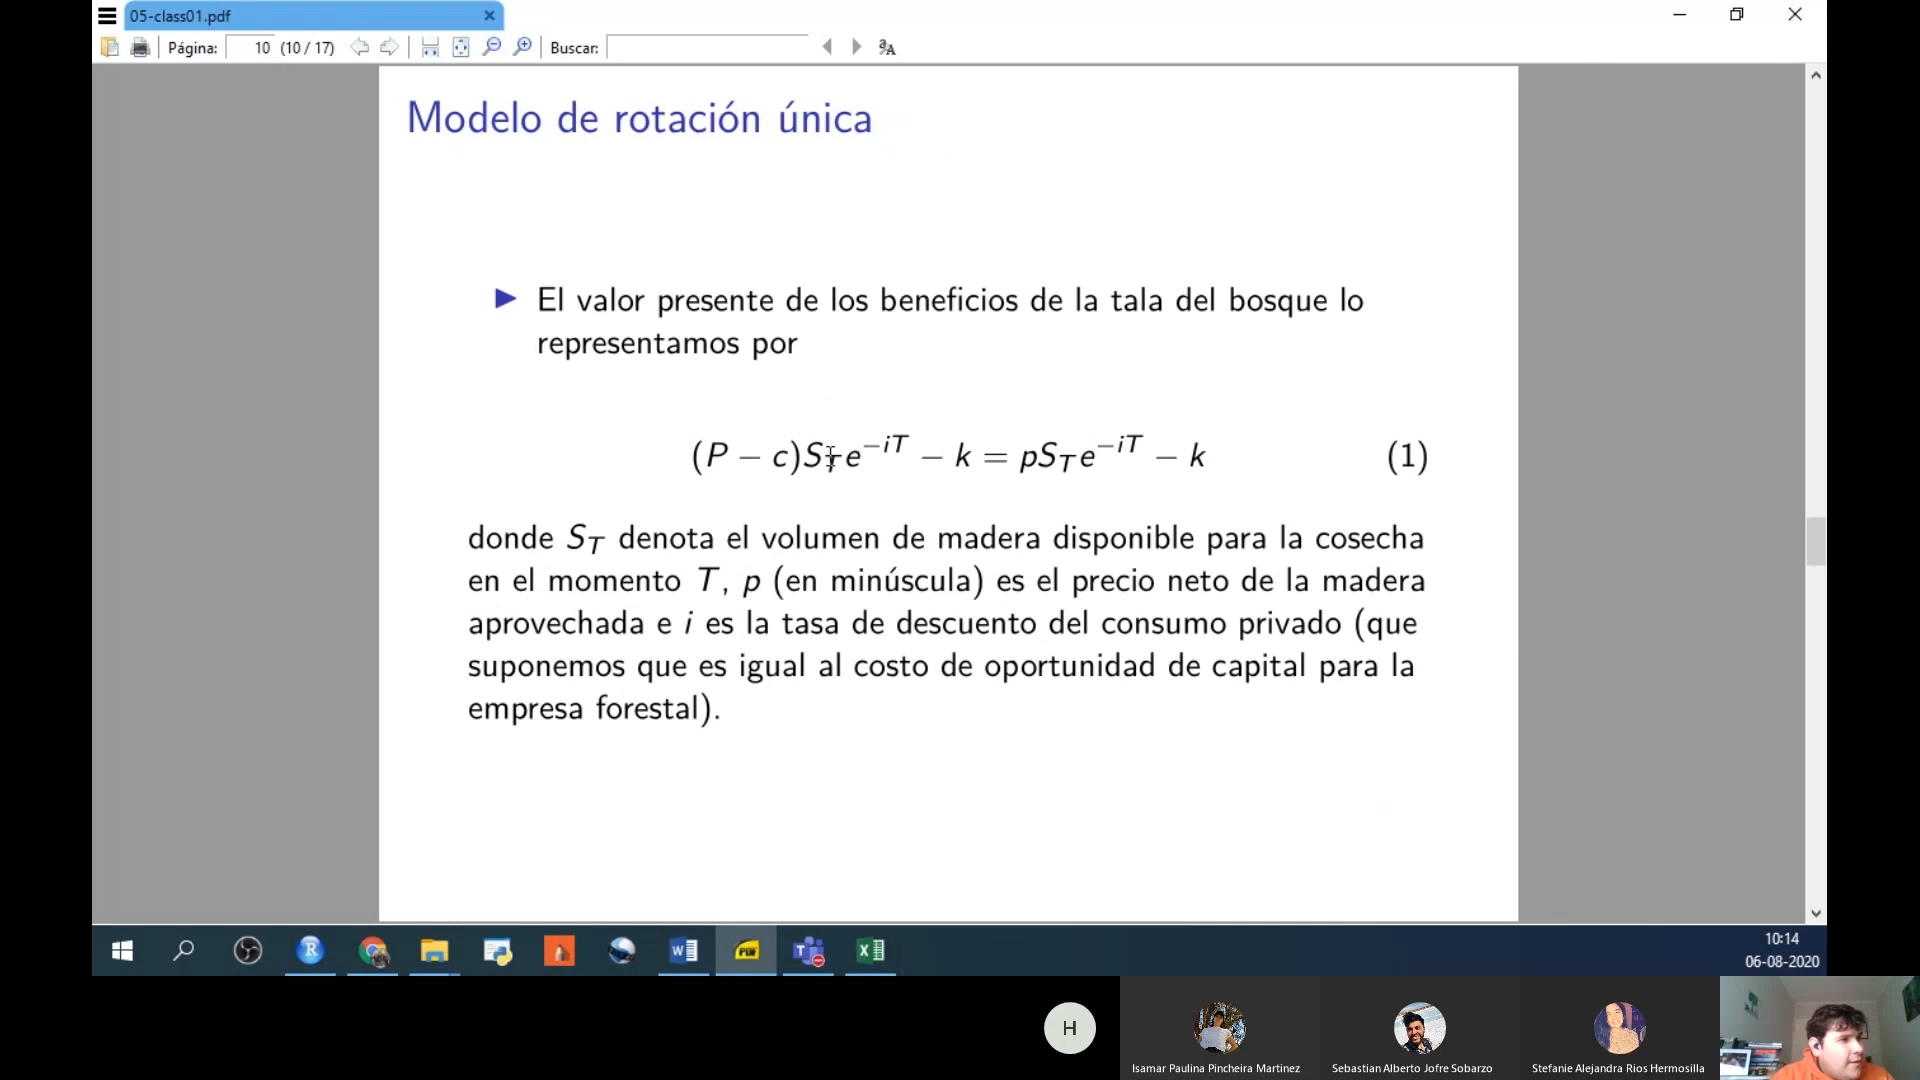 05-class01.pdf
Página: 10 (10 / 17) Buscar:
Modelo de rotación única
El valor presente de los beneficios de la tala del bosque lo
representamos por
(P − c)S_T e^{−iT} − k = pS_T e^{−iT} − k (1)
donde S_T denota el volumen de madera disponible para la cosecha
en el momento T, p (en minúscula) es el precio neto de la madera
aprovechada e i es la tasa de descuento del consumo privado (que
suponemos que es igual al costo de oportunidad de capital para la
empresa forestal).
10:14
06-08-2020
H
Isamar Paulina Pincheira Martinez
Sebastian Alberto Jofre Sobarzo
Stefanie Alejandra Rios Hermosilla